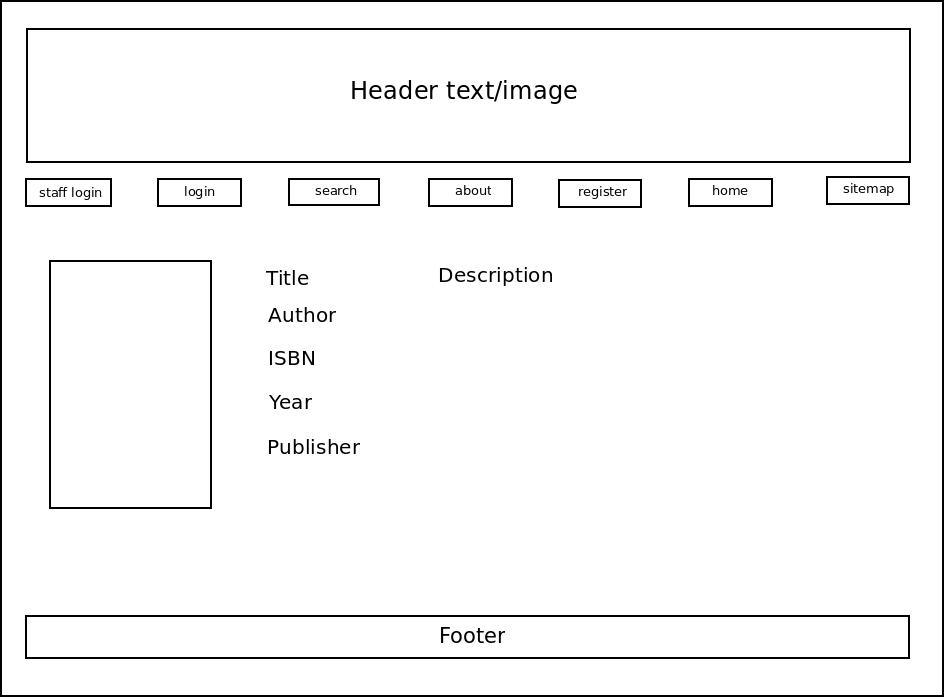 Header text/image
staff login
login
search
about
register
home
sitemap
Title
Author
ISBN
Year
Publisher
Description
Footer